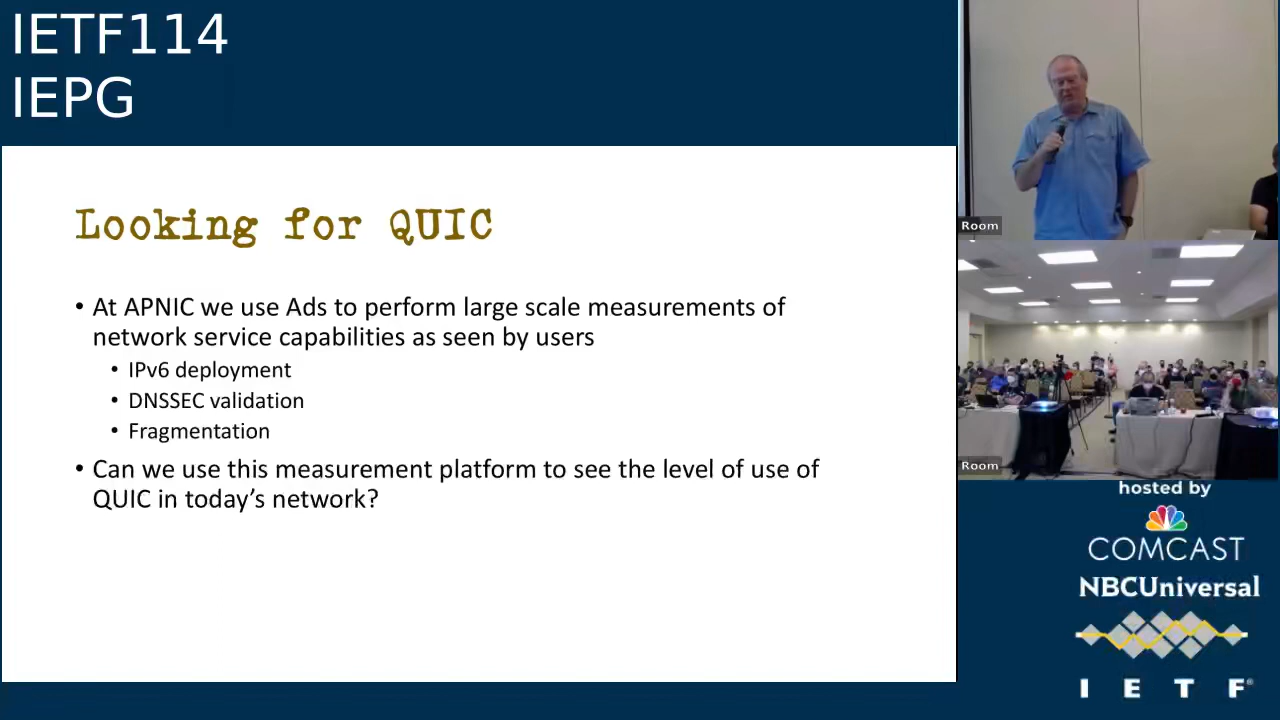 IETF114
IEPG
Looking for QUIC
• At APNIC we use Ads to perform large scale measurements of
network service capabilities as seen by users
• IPv6 deployment
• DNSSEC validation
• Fragmentation
• Can we use this measurement platform to see the level of use of
QUIC in today’s network?
Room
Room
hosted by
COMCAST
NBCUniversal
I E T F®